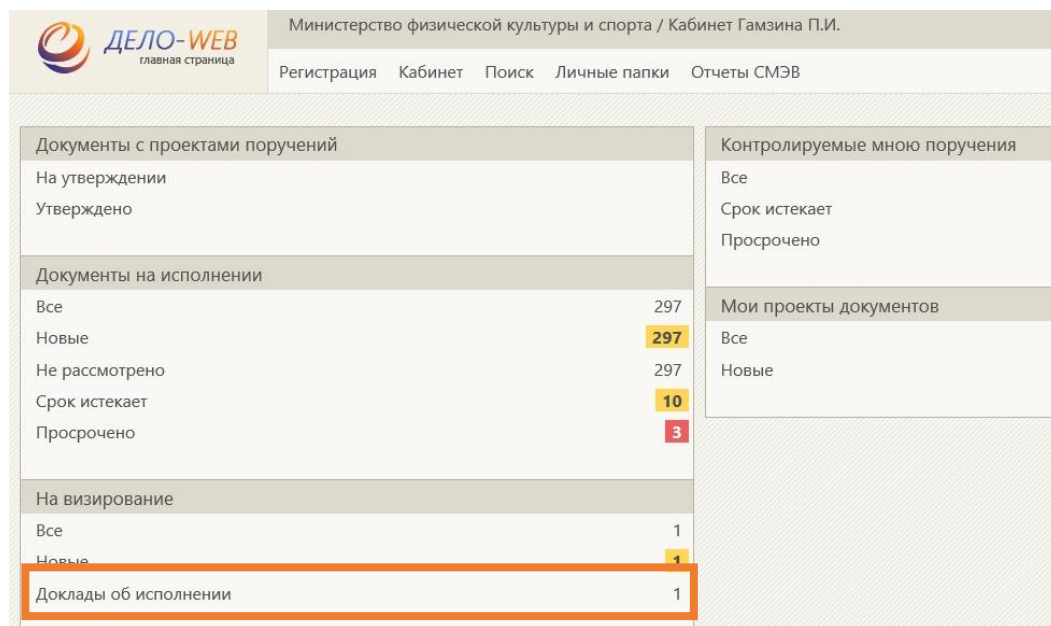 ДЕЛО-WEB
главная страница
Министерство физической культуры и спорта / Кабинет Гамзина П.И.
Регистрация Кабинет Поиск Личные папки Отчеты СМЭВ
Документы с проектами поручений
На утверждении
Утверждено
Документы на исполнении
Все 297
Новые 297
Не рассмотрено 297
Срок истекает 10
Просрочено 3
На визирование
Все 1
Новые 1
Доклады об исполнении 1
Контролируемые мною поручения
Все
Срок истекает
Просрочено
Мои проекты документов
Все
Новые